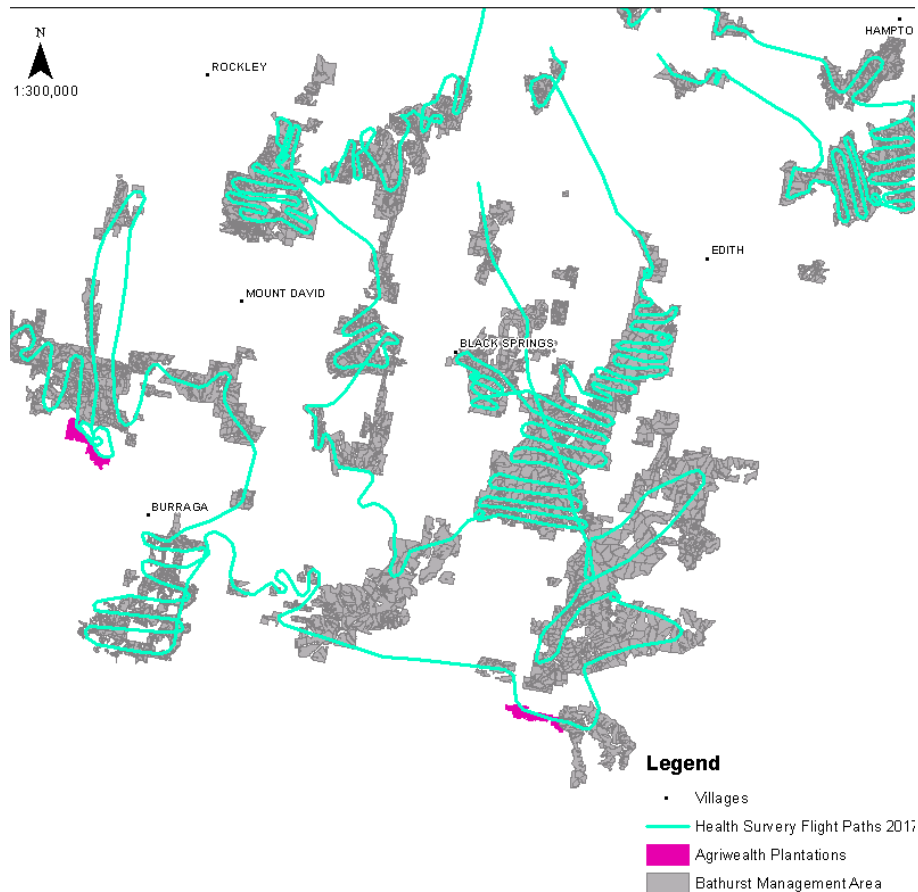 HAMPTO
N
ROCKLEY
1:300,000
EDITH
MOUNT DAVID
BLACK SPRINGS
BURRAGA
Legend
Villages
Health Survery Flight Paths 2017
Agriwealth Plantations
Bathurst Management Area